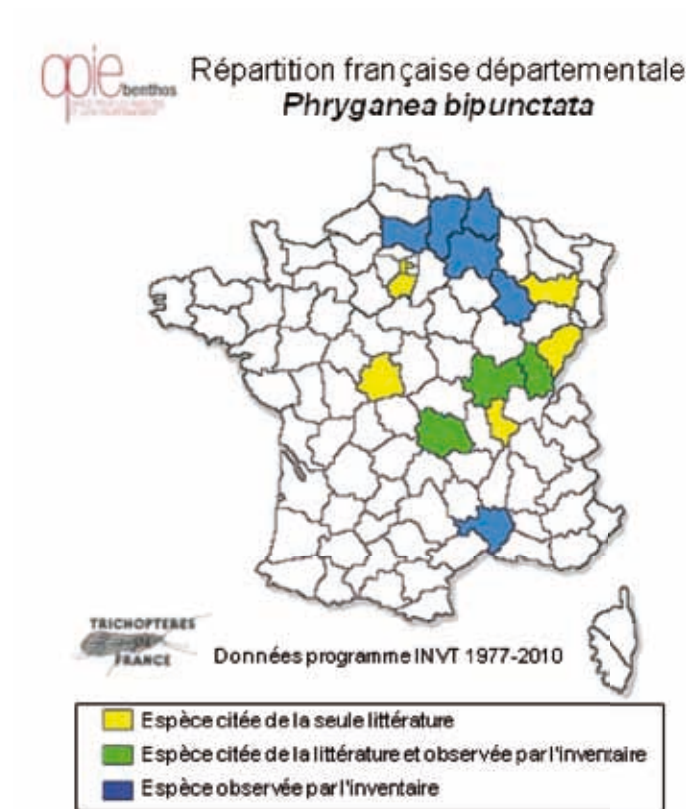 opie
benthos
Répartition française départementale
Phryganea bipunctata
TRICHOPTERES
DE
FRANCE
Données programme INVT 1977-2010
Espèce citée de la seule littérature
Espèce citée de la littérature et observée par l'inventaire
Espèce observée par l'inventaire